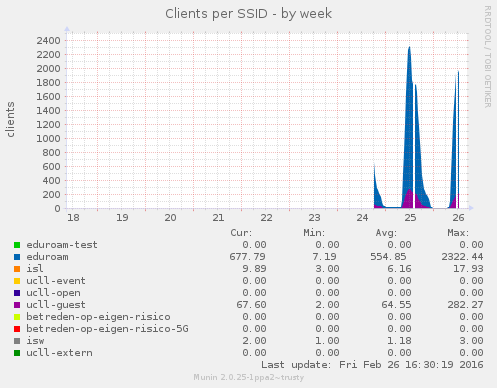 Clients per SSID - by week
RRDTOOL / TOBI OETIKER
clients
2400
2200
2000
1800
1600
1400
1200
1000
800
600
400
200
0
18 19 20 21 22 23 24 25 26
Cur: Min: Avg: Max:
eduroam-test 0.00 0.00 0.00 0.00
eduroam 677.79 7.19 554.85 2322.44
isl 9.89 3.00 6.16 17.93
ucll-event 0.00 0.00 0.00 0.00
ucll-open 0.00 0.00 0.00 0.00
ucll-guest 67.60 2.00 64.55 282.27
betreden-op-eigen-risico 0.00 0.00 0.00 0.00
betreden-op-eigen-risico-5G 0.00 0.00 0.00 0.00
isw 2.00 1.00 1.18 3.00
ucll-extern 0.00 0.00 0.00 0.00
Last update: Fri Feb 26 16:30:19 2016
Munin 2.0.25-1ppa2~trusty